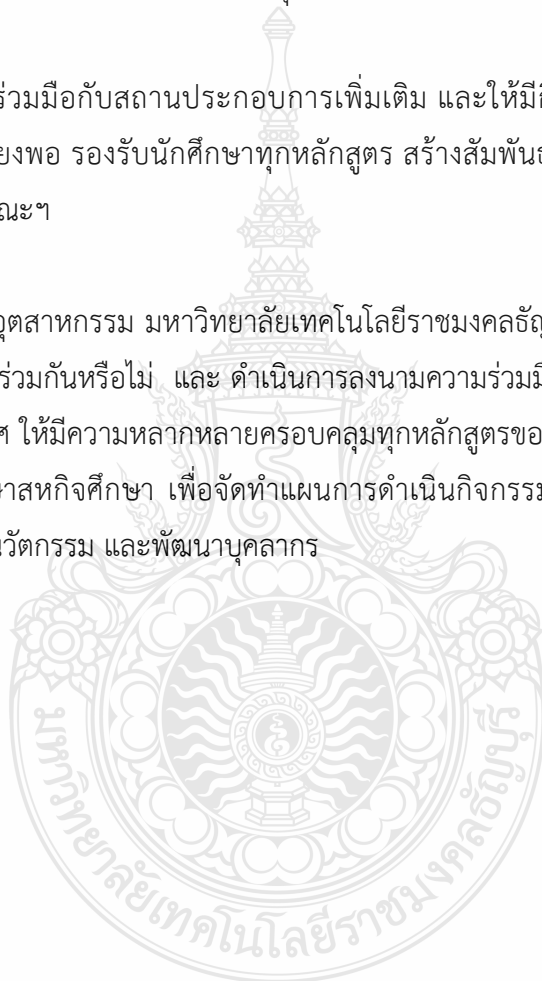 ร่วมมือกับสถานประกอบการเพิ่มเติม และให้มี
ยงพอ รองรับนักศึกษาทุกหลักสูตร สร้างสัมพัน
ณะฯ
อุตสาหกรรม มหาวิทยาลัยเทคโนโลยีราชมงคลธัญ
ร่วมกันหรือไม่ และ ดำเนินการลงนามความร่วมมื
ศ ให้มีความหลากหลายครอบคลุมทุกหลักสูตรขอ
ษาสหกิจศึกษา เพื่อจัดทำแผนการดำเนินกิจกรรม
นวัตกรรม และพัฒนาบุคลากร
มหาวิทยาลัยเทคโนโลยีราชมงคลธัญบุรี